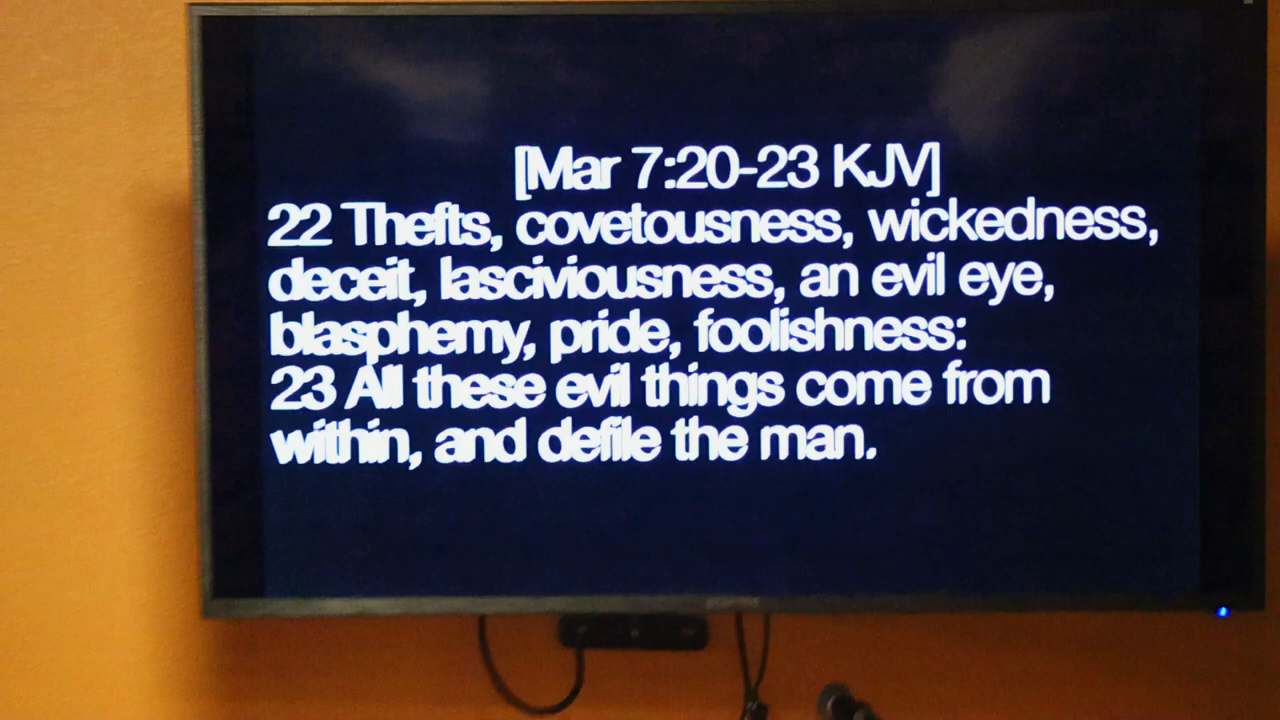 [Mar 7:20-23 KJV]
22 Thefts, covetousness, wickedness,
deceit, lasciviousness, an evil eye,
blasphemy, pride, foolishness:
23 All these evil things come from
within, and defile the man.